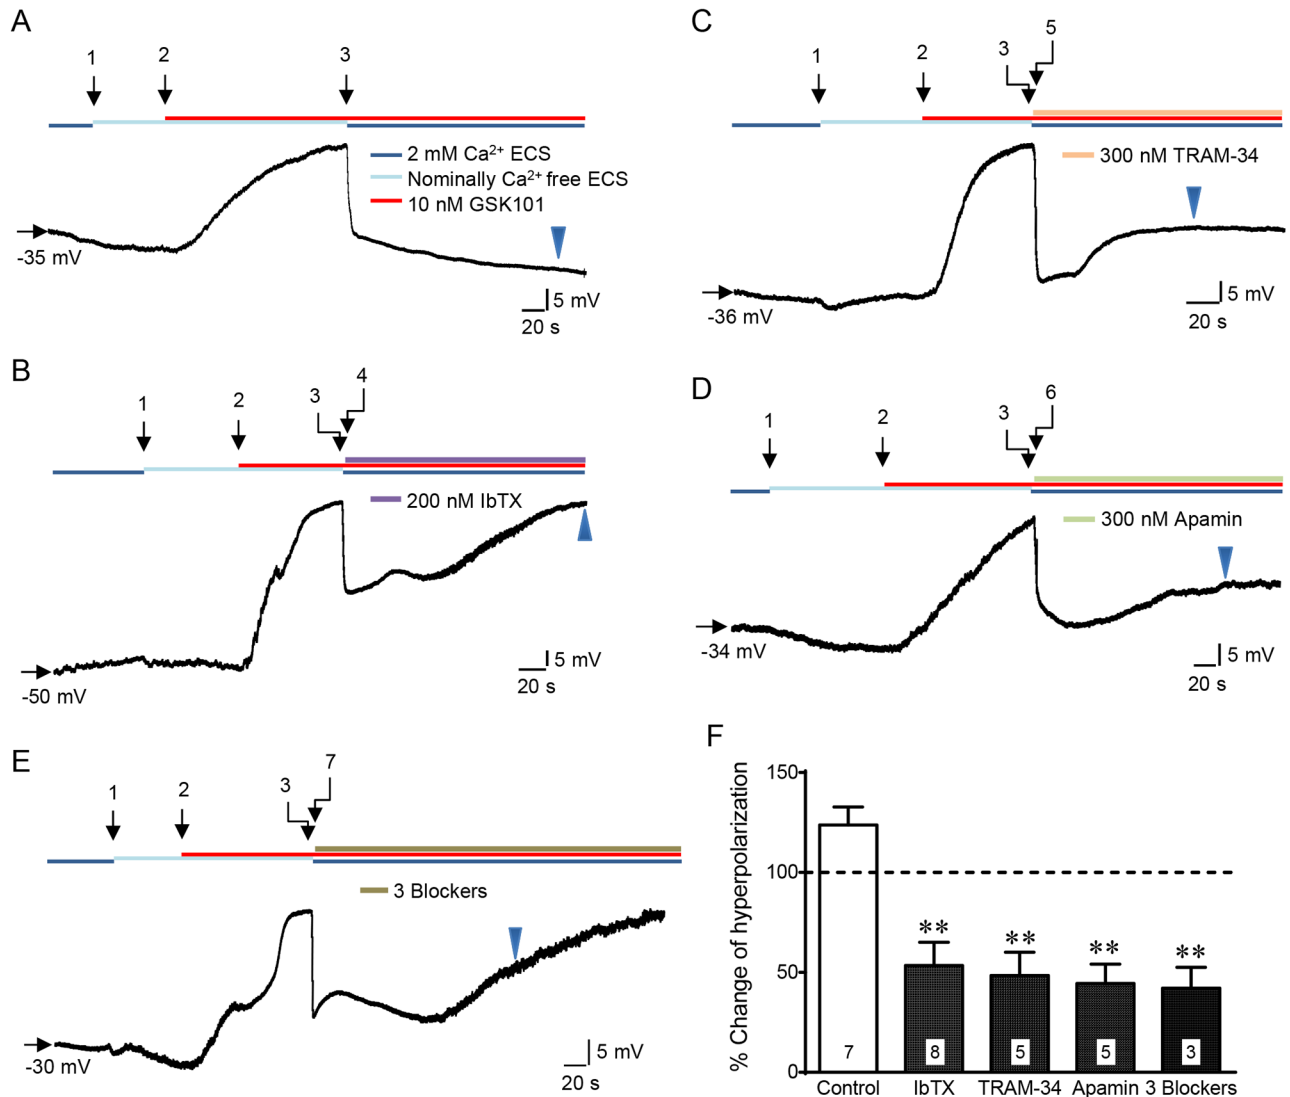 A
1
2
3
2 mM Ca²⁺ ECS
Nominally Ca²⁺ free ECS
10 nM GSK101
-35 mV
5 mV
20 s
B
1
2
3
4
200 nM IbTX
-50 mV
5 mV
20 s
C
1
2
3
5
300 nM TRAM-34
-36 mV
5 mV
20 s
D
1
2
3
6
300 nM Apamin
-34 mV
5 mV
20 s
E
1
2
3
7
3 Blockers
-30 mV
5 mV
20 s
F
% Change of hyperpolarization
150
100
50
0
** ** ** **
7 8 5 5 3
Control IbTX TRAM-34 Apamin 3 Blockers